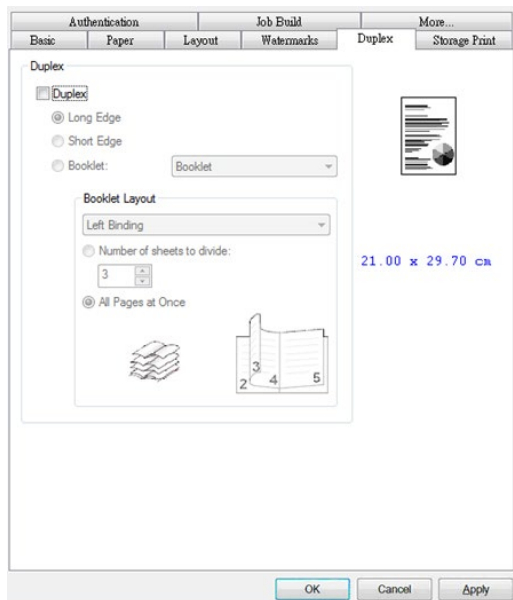 Authentication Job Build More...
Basic Paper Layout Watermarks Duplex Storage Print
Duplex
Duplex
Long Edge
Short Edge
Booklet: Booklet
Booklet Layout
Left Binding
Number of sheets to divide:
3
All Pages at Once
21.00 x 29.70 cm
3
2 4 5
OK Cancel Apply